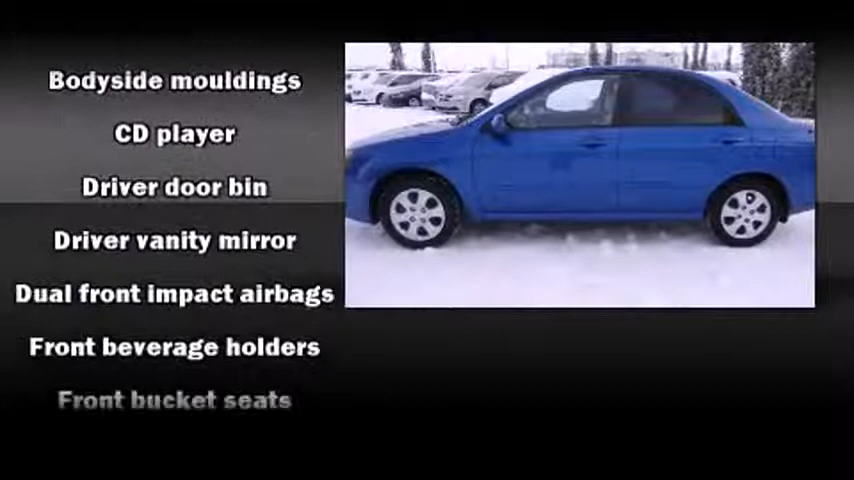 Bodyside mouldings
CD player
Driver door bin
Driver vanity mirror
Dual front impact airbags
Front beverage holders
Front bucket seats